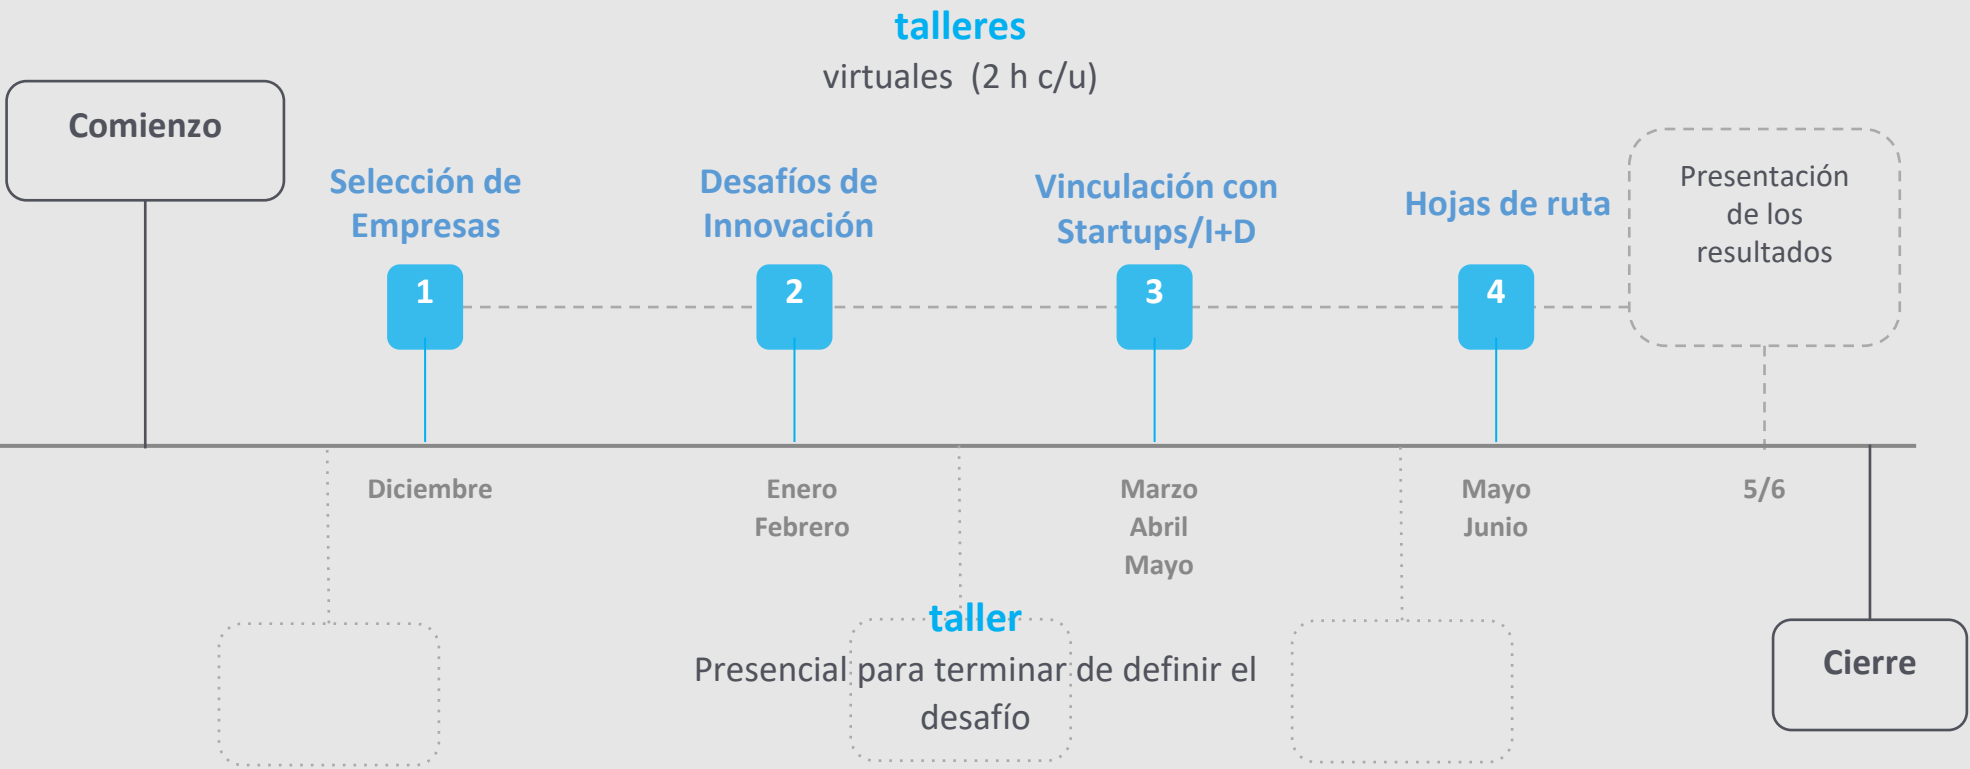 talleres
virtuales (2 h c/u)
Comienzo
Selección de
Empresas
Desafíos de
Innovación
Vinculación con
Startups/I+D
Hojas de ruta
Presentación
de los
resultados
1
2
3
4
Diciembre
Enero
Febrero
Marzo
Abril
Mayo
Mayo
Junio
5/6
taller
Presencial para terminar de definir el
desafío
Cierre